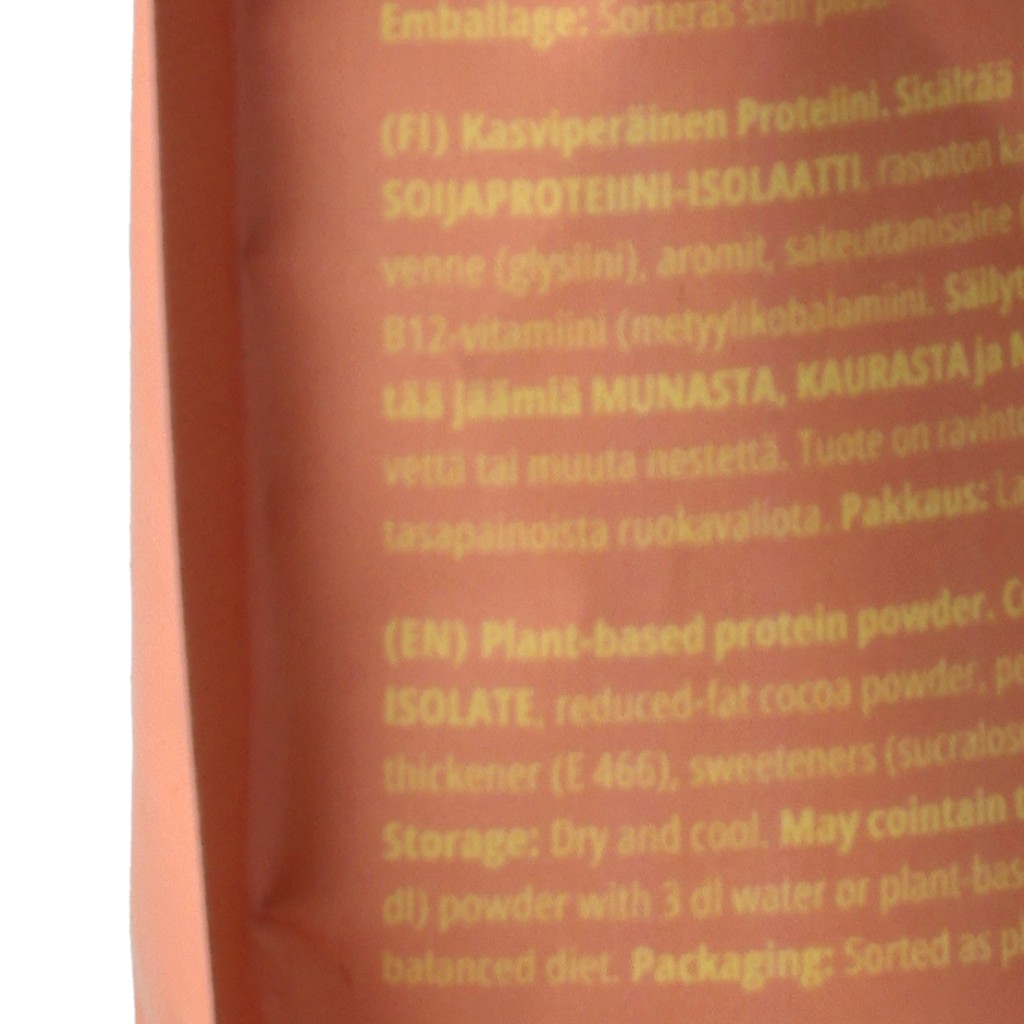 Emballage: Sorteras som plast.
(FI) Kasviperäinen Proteiini. Sisältää
SOIJAPROTEIINI-ISOLAATTI, rasvaton
venne (glysiini), aromit, sakeuttamisaine
B12-vitamiini (metyylikobalamiini.
tää jäämiä MUNASTA, KAURASTA ja
vettä tai muuta nestettä. Tuote on
tasapainoista ruokavaliota. Pakkaus:
(EN) Plant-based protein powder.
ISOLATE, reduced-fat cocoa powder,
thickener (E 466), sweeteners
Storage: Dry and cool. May cointain
dl) powder with 3 dl water or
balanced diet. Packaging: Sorted as